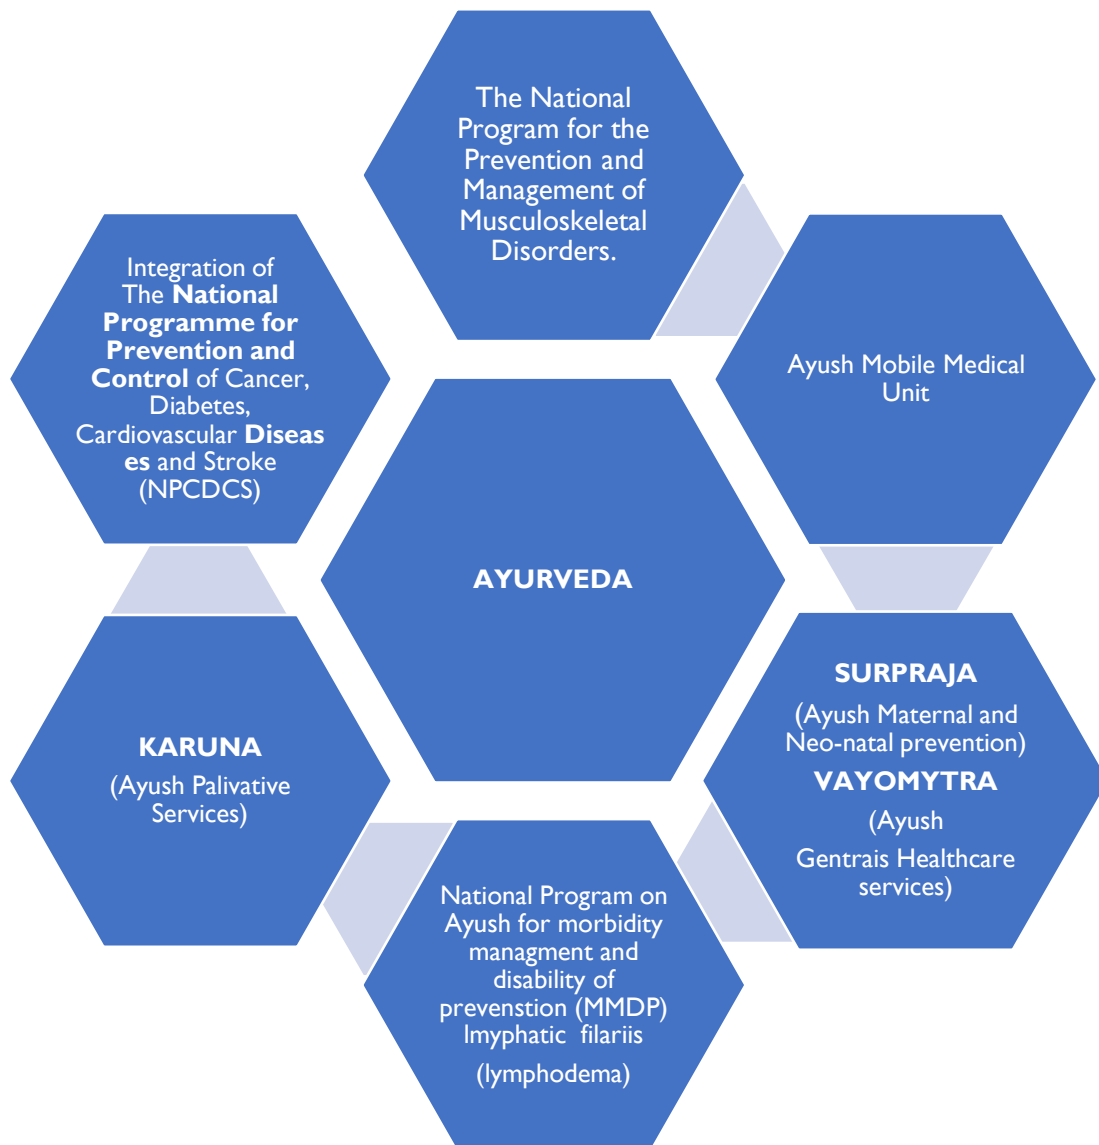 The National
Program for the
Prevention and
Management of
Musculoskeletal
Disorders.
Ayush Mobile Medical
Unit
SURPRAJA
(Ayush Maternal and
Neo-natal prevention)
VAYOMYTRA
(Ayush
Gentrais Healthcare
services)
National Program on
Ayush for morbidity
managment and
disability of
prevenstion (MMDP)
lmyphatic filariis
(lymphodema)
KARUNA
(Ayush Palivative
Services)
Integration of
The National
Programme for
Prevention and
Control of Cancer,
Diabetes,
Cardiovascular Diseas
es and Stroke
(NPCDCS)
AYURVEDA